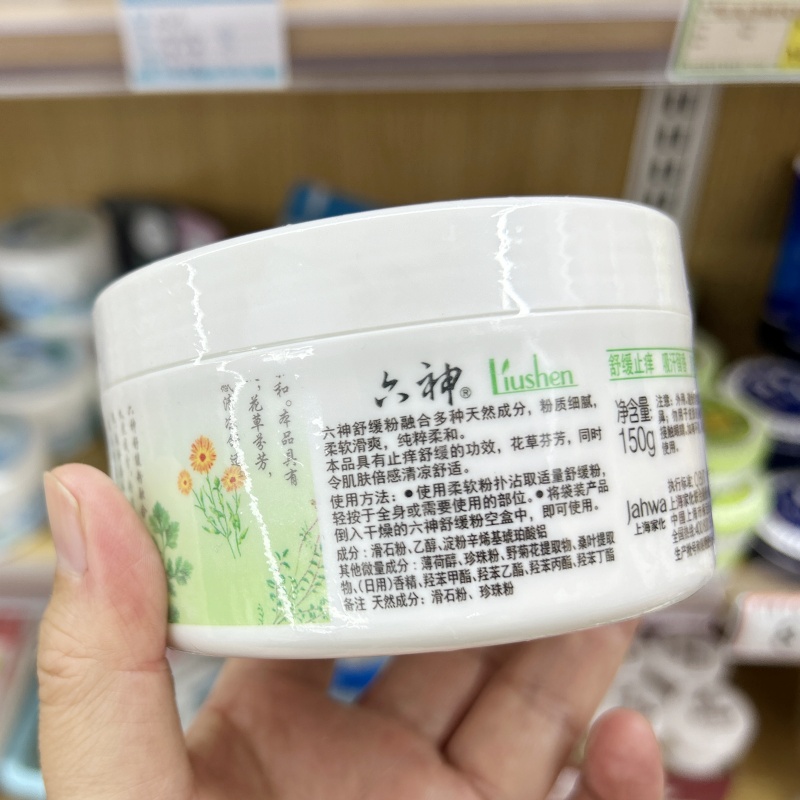 六神® Liushen
六神舒缓粉融合多种天然成分，粉质细腻，
柔软滑爽，纯粹柔和。
本品具有止痒舒缓的功效，花草芬芳，同时
令肌肤倍感清凉舒适。
使用方法：●使用柔软粉扑沾取适量舒缓粉，
轻按于全身或需要使用的部位。●将袋装产品
倒入干燥的六神舒缓粉空盒中，即可使用。
成分：滑石粉、乙醇、淀粉辛烯基琥珀酸铝
其他微量成分：薄荷醇、珍珠粉、野菊花提取物、桑叶提取
物、(日用)香精、羟苯甲酯、羟苯乙酯、羟苯丙酯、羟苯丁酯
备注 天然成分：滑石粉、珍珠粉
舒缓止痒
净含量
150g
使用。
Jahwa
上海家化
执行标准
和。本品具有
花草芬芳，